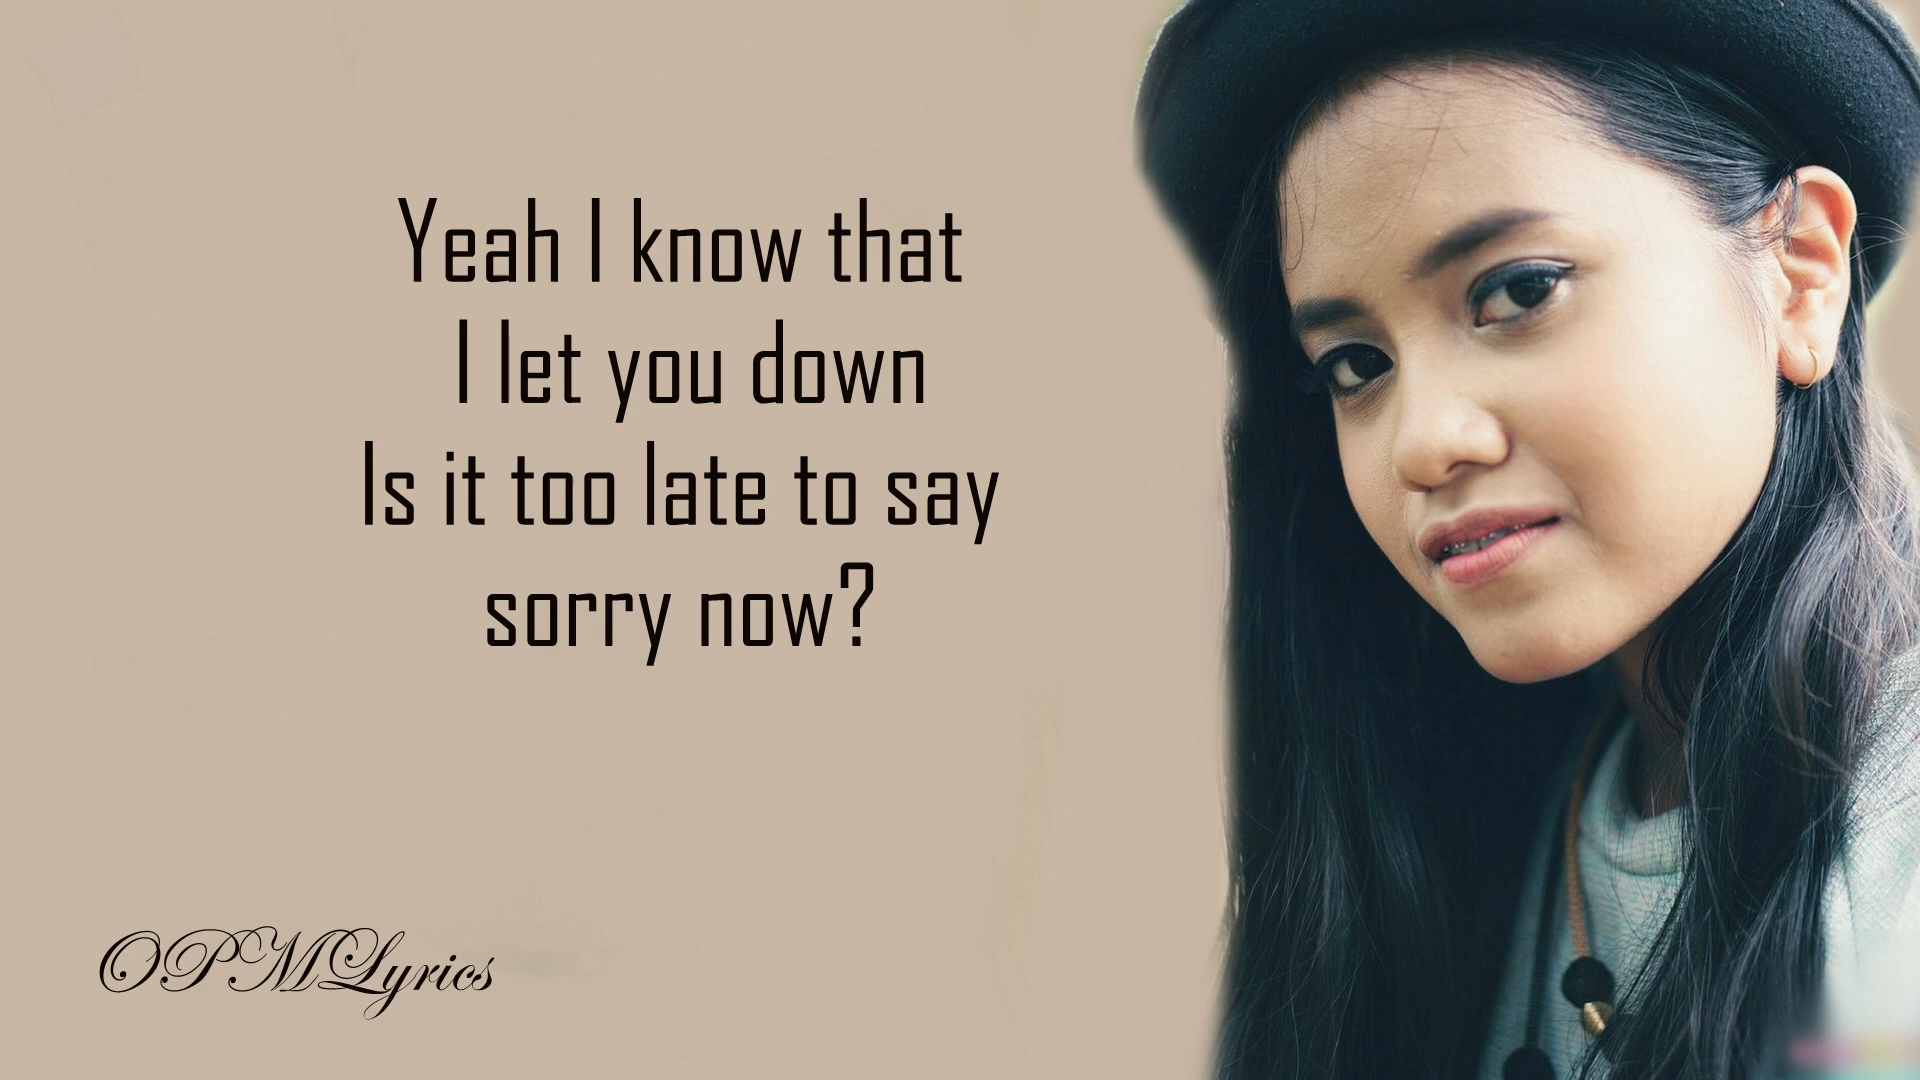 Yeah I know that
I let you down
Is it too late to say
sorry now?
OPMLyrics